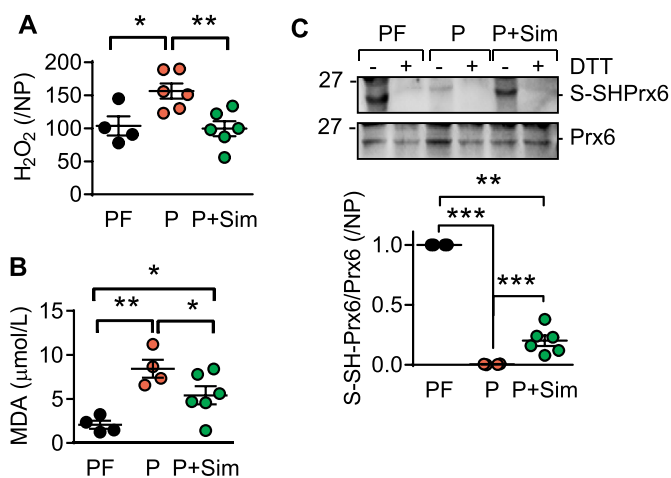 A
* **
H₂O₂ (/NP)
200
150
100
50
0
PF P P+Sim
B
*
** *
MDA (µmol/L)
15
10
5
0
PF P P+Sim
C
PF P P+Sim
- + - + - + DTT
27 - S-SHPrx6
27 - Prx6
**
***
***
S-SH-Prx6/Prx6 (/NP)
1.0
0.5
0.0
PF P P+Sim